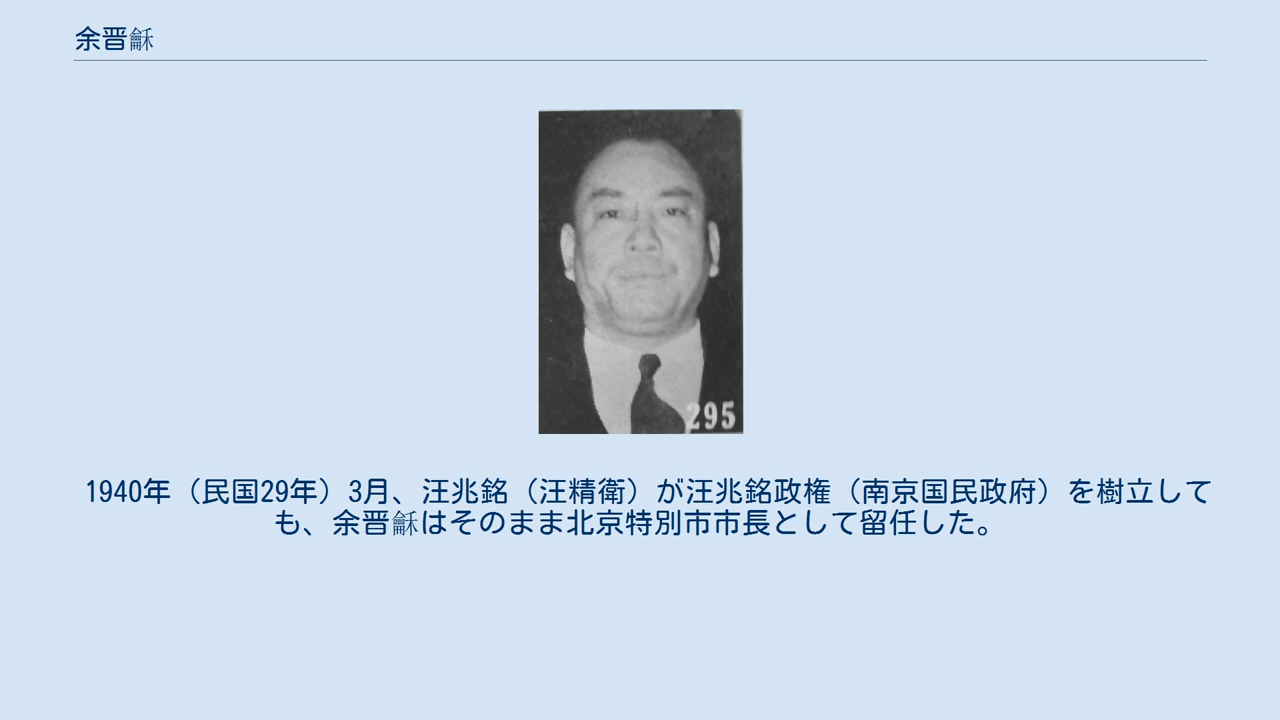 余晋龢
295
1940年（民国29年）3月、汪兆銘（汪精衛）が汪兆銘政権（南京国民政府）を樹立して
も、余晋龢はそのまま北京特別市市長として留任した。